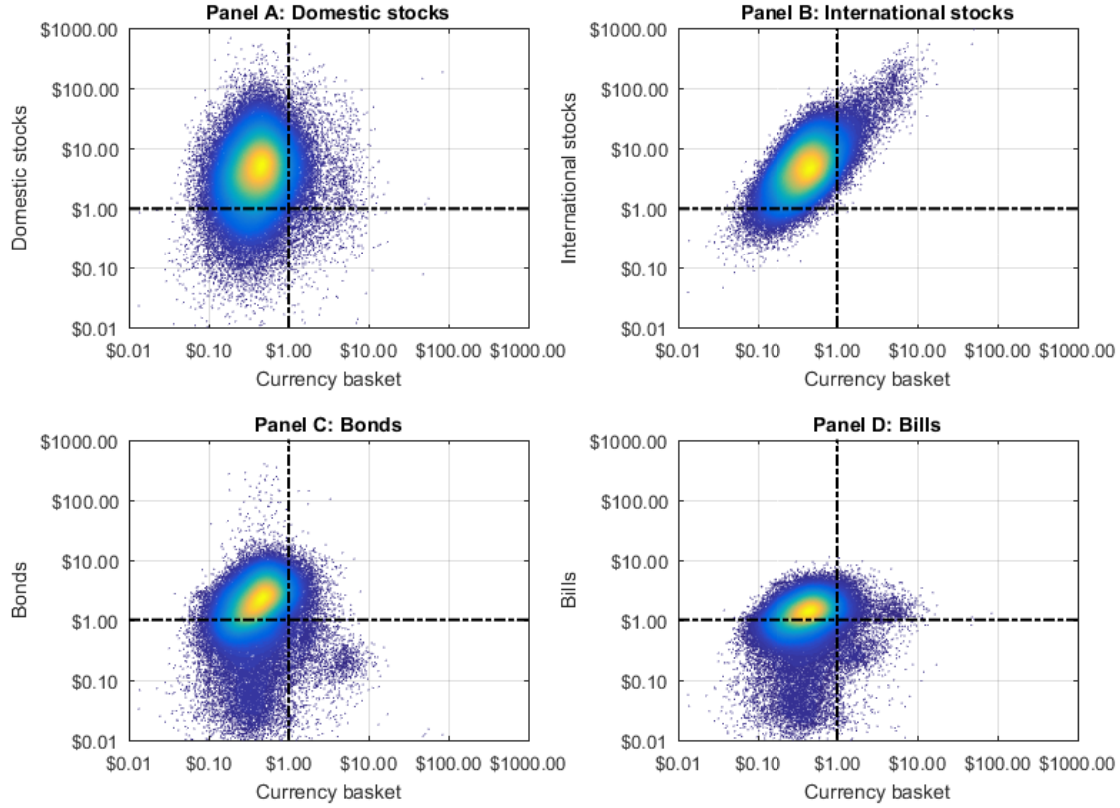 Panel A: Domestic stocks
$1000.00
$100.00
$10.00
$1.00
$0.10
$0.01
Domestic stocks
$0.01 $0.10 $1.00 $10.00 $100.00 $1000.00
Currency basket
Panel B: International stocks
$1000.00
$100.00
$10.00
$1.00
$0.10
$0.01
International stocks
$0.01 $0.10 $1.00 $10.00 $100.00 $1000.00
Currency basket
Panel C: Bonds
$1000.00
$100.00
$10.00
$1.00
$0.10
$0.01
Bonds
$0.01 $0.10 $1.00 $10.00 $100.00 $1000.00
Currency basket
Panel D: Bills
$1000.00
$100.00
$10.00
$1.00
$0.10
$0.01
Bills
$0.01 $0.10 $1.00 $10.00 $100.00 $1000.00
Currency basket